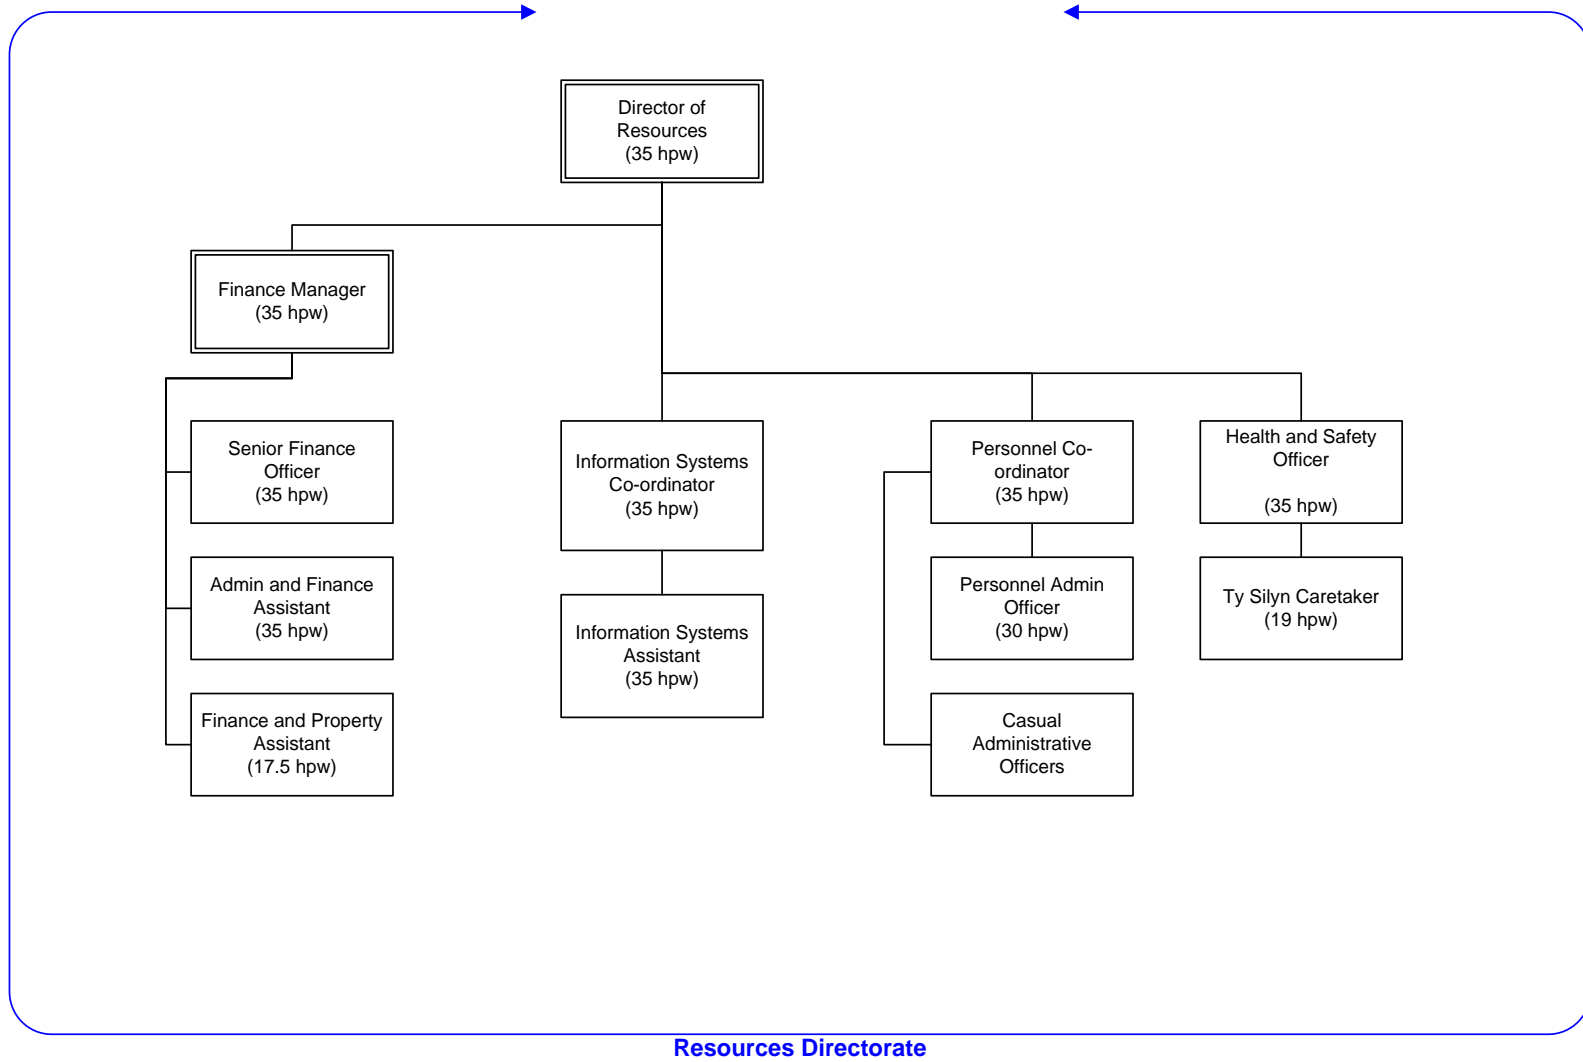 Director of
Resources
(35 hpw)
Finance Manager
(35 hpw)
Senior Finance
Officer
(35 hpw)
Admin and Finance
Assistant
(35 hpw)
Finance and Property
Assistant
(17.5 hpw)
Information Systems
Co-ordinator
(35 hpw)
Information Systems
Assistant
(35 hpw)
Personnel Co-
ordinator
(35 hpw)
Personnel Admin
Officer
(30 hpw)
Casual
Administrative
Officers
Health and Safety
Officer
(35 hpw)
Ty Silyn Caretaker
(19 hpw)
Resources Directorate